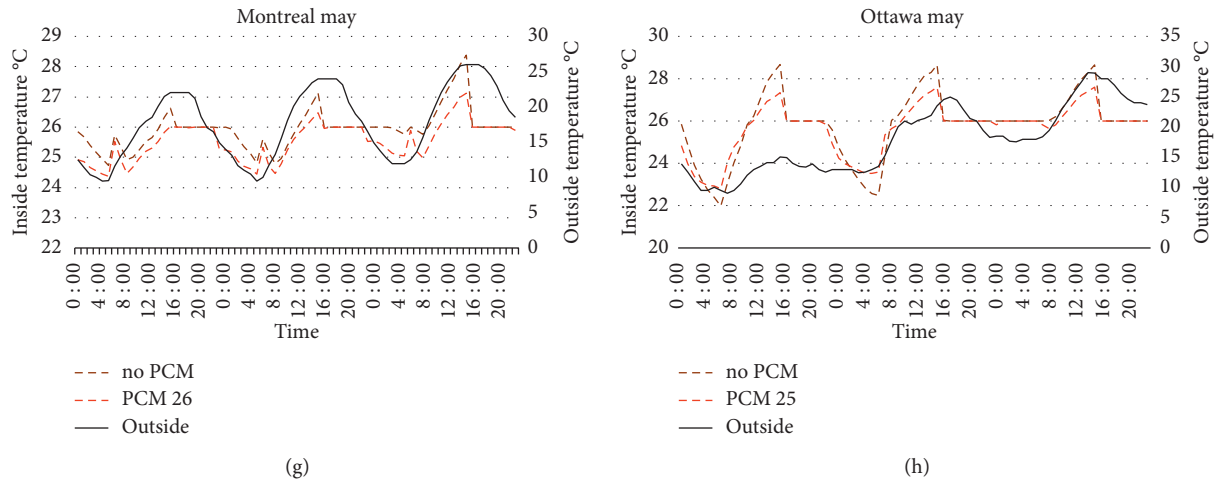 Montreal may
29
28
27
26
25
24
23
22
Inside temperature °C
30
25
20
15
10
5
0
Outside temperature °C
0 : 00
4 : 00
8 : 00
12 : 00
16 : 00
20 : 00
0 : 00
4 : 00
8 : 00
12 : 00
16 : 00
20 : 00
0 : 00
4 : 00
8 : 00
12 : 00
16 : 00
20 : 00
Time
no PCM
PCM 26
Outside
(g)
Ottawa may
30
28
26
24
22
20
Inside temperature °C
35
30
25
20
15
10
5
0
Outside temperature °C
0 : 00
4 : 00
8 : 00
12 : 00
16 : 00
20 : 00
0 : 00
4 : 00
8 : 00
12 : 00
16 : 00
20 : 00
0 : 00
4 : 00
8 : 00
12 : 00
16 : 00
20 : 00
Time
no PCM
PCM 25
Outside
(h)